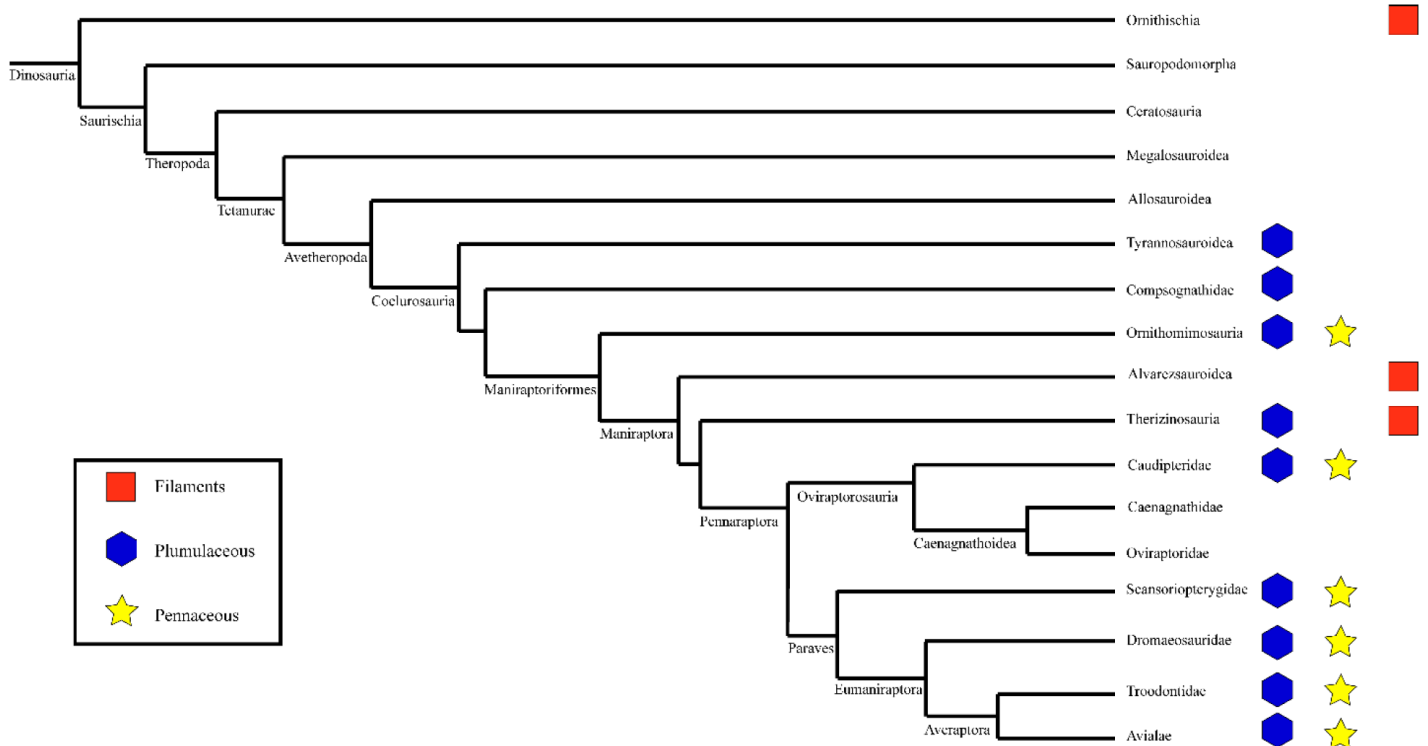 Ornithischia
Dinosauria
Sauropodomorpha
Saurischia
Ceratosauria
Theropoda
Megalosauroidea
Tetanurae
Allosauroidea
Avetheropoda
Tyrannosauroidea
Coelurosauria
Compsognathidae
Ornithomimosauria
Maniraptoriformes
Alvarezsauroidea
Maniraptora
Therizinosauria
Caudipteridae
Oviraptorosauria
Pennaraptora
Caenagnathidae
Caenagnathoidea
Oviraptoridae
Scansoriopterygidae
Paraves
Dromaeosauridae
Eumaniraptora
Troodontidae
Averaptora
Avialae
Filaments
Plumulaceous
Pennaceous